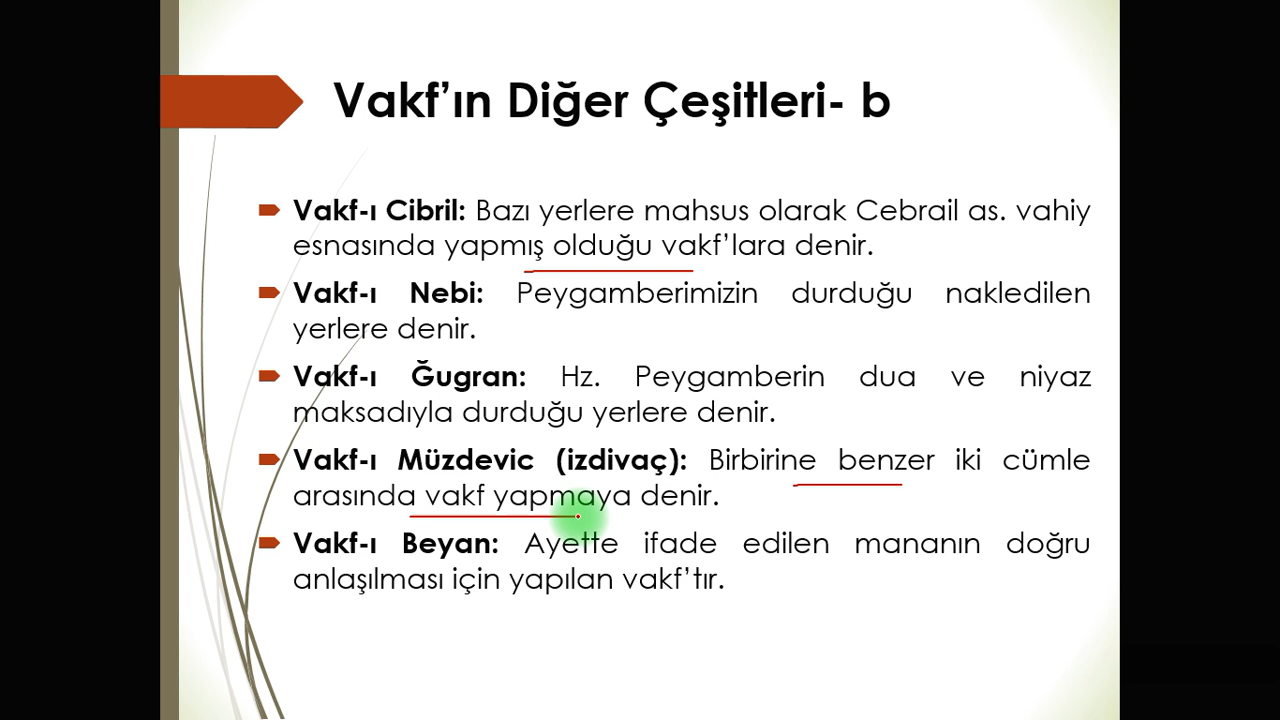 Vakf'ın Diğer Çeşitleri- b
Vakf-ı Cibril: Bazı yerlere mahsus olarak Cebrail as. vahiy
esnasında yapmış olduğu vakf'lara denir.
Vakf-ı Nebi: Peygamberimizin durduğu nakledilen
yerlere denir.
Vakf-ı Ğugran: Hz. Peygamberin dua ve niyaz
maksadıyla durduğu yerlere denir.
Vakf-ı Müzdevic (izdivaç): Birbirine benzer iki cümle
arasında vakf yapmaya denir.
Vakf-ı Beyan: Ayette ifade edilen mananın doğru
anlaşılması için yapılan vakf'tır.